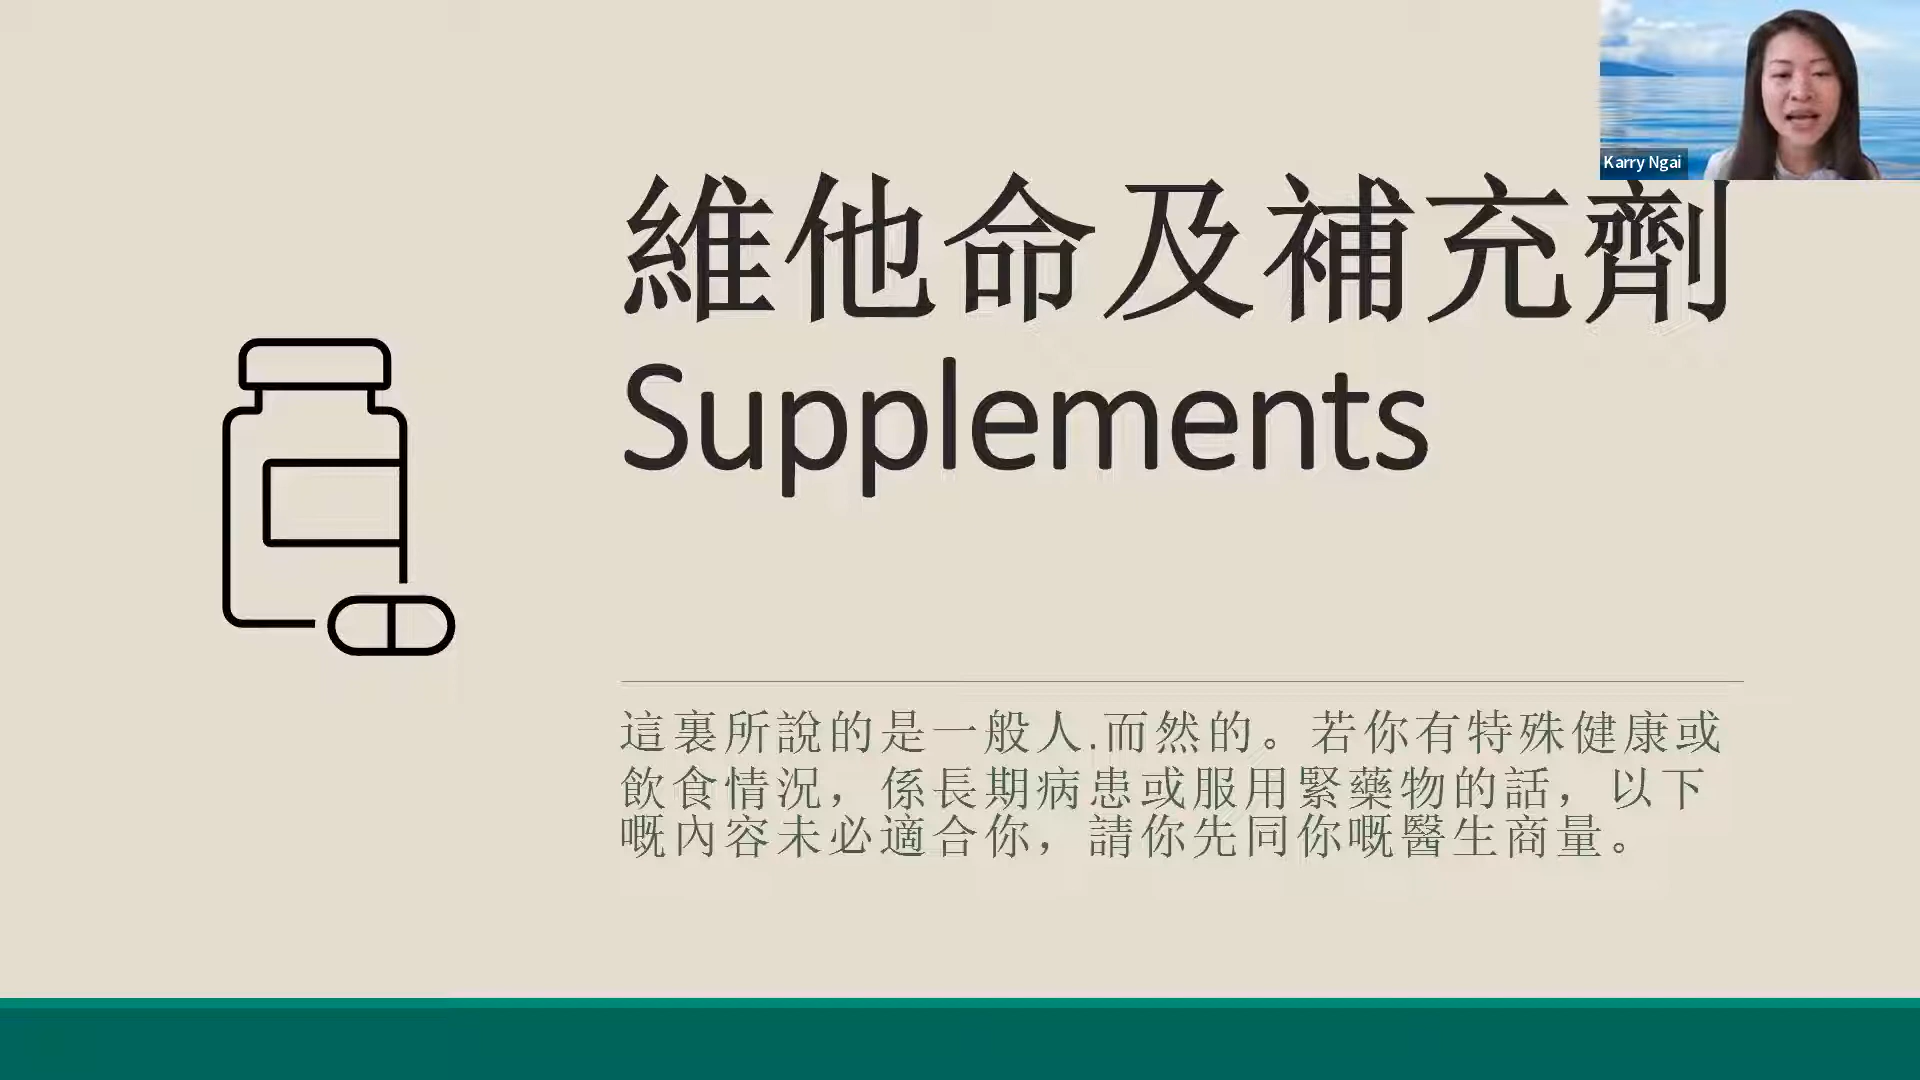 Karry Ngai
維他命及補充劑
Supplements
這裏所說的是一般人.而然的。若你有特殊健康或
飲食情況，係長期病患或服用緊藥物的話，以下
嘅內容未必適合你，請你先同你嘅醫生商量。